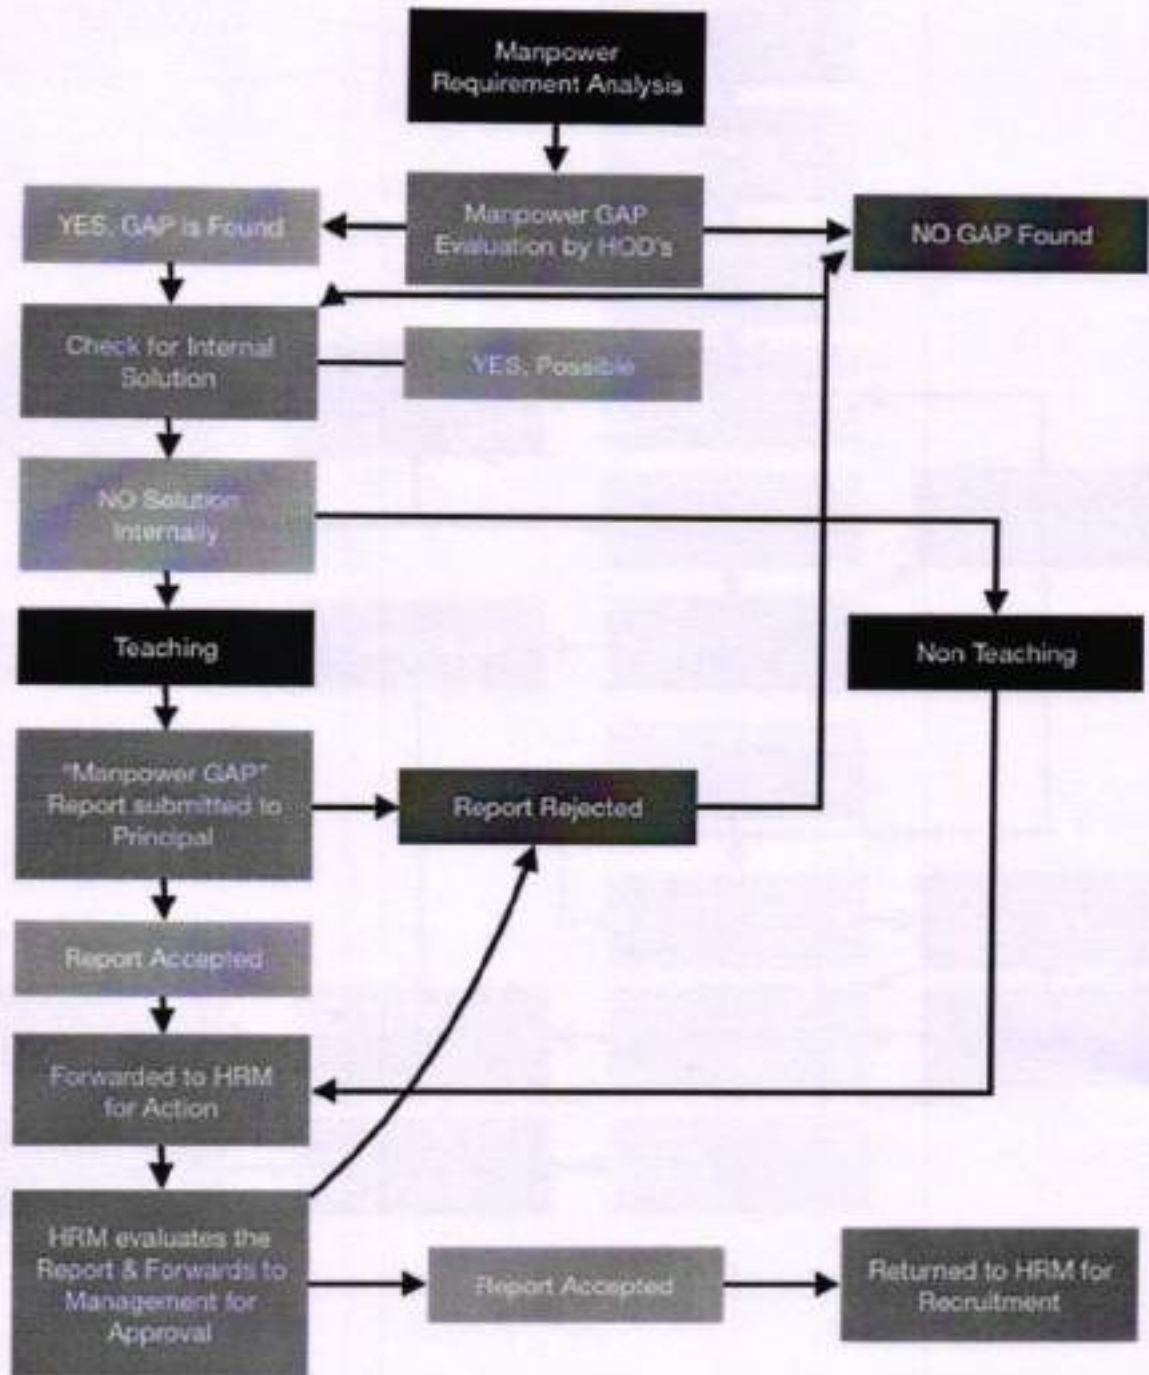 Manpower
Requirement Analysis
YES, GAP is Found
Manpower GAP
Evaluation by HOD's
NO GAP Found
Check for Internal
Solution
YES, Possible
NO Solution
Internally
Teaching
Non Teaching
"Manpower GAP"
Report submitted to
Principal
Report Rejected
Report Accepted
Forwarded to HRM
for Action
HRM evaluates the
Report & Forwards to
Management for
Approval
Report Accepted
Returned to HRM for
Recruitment